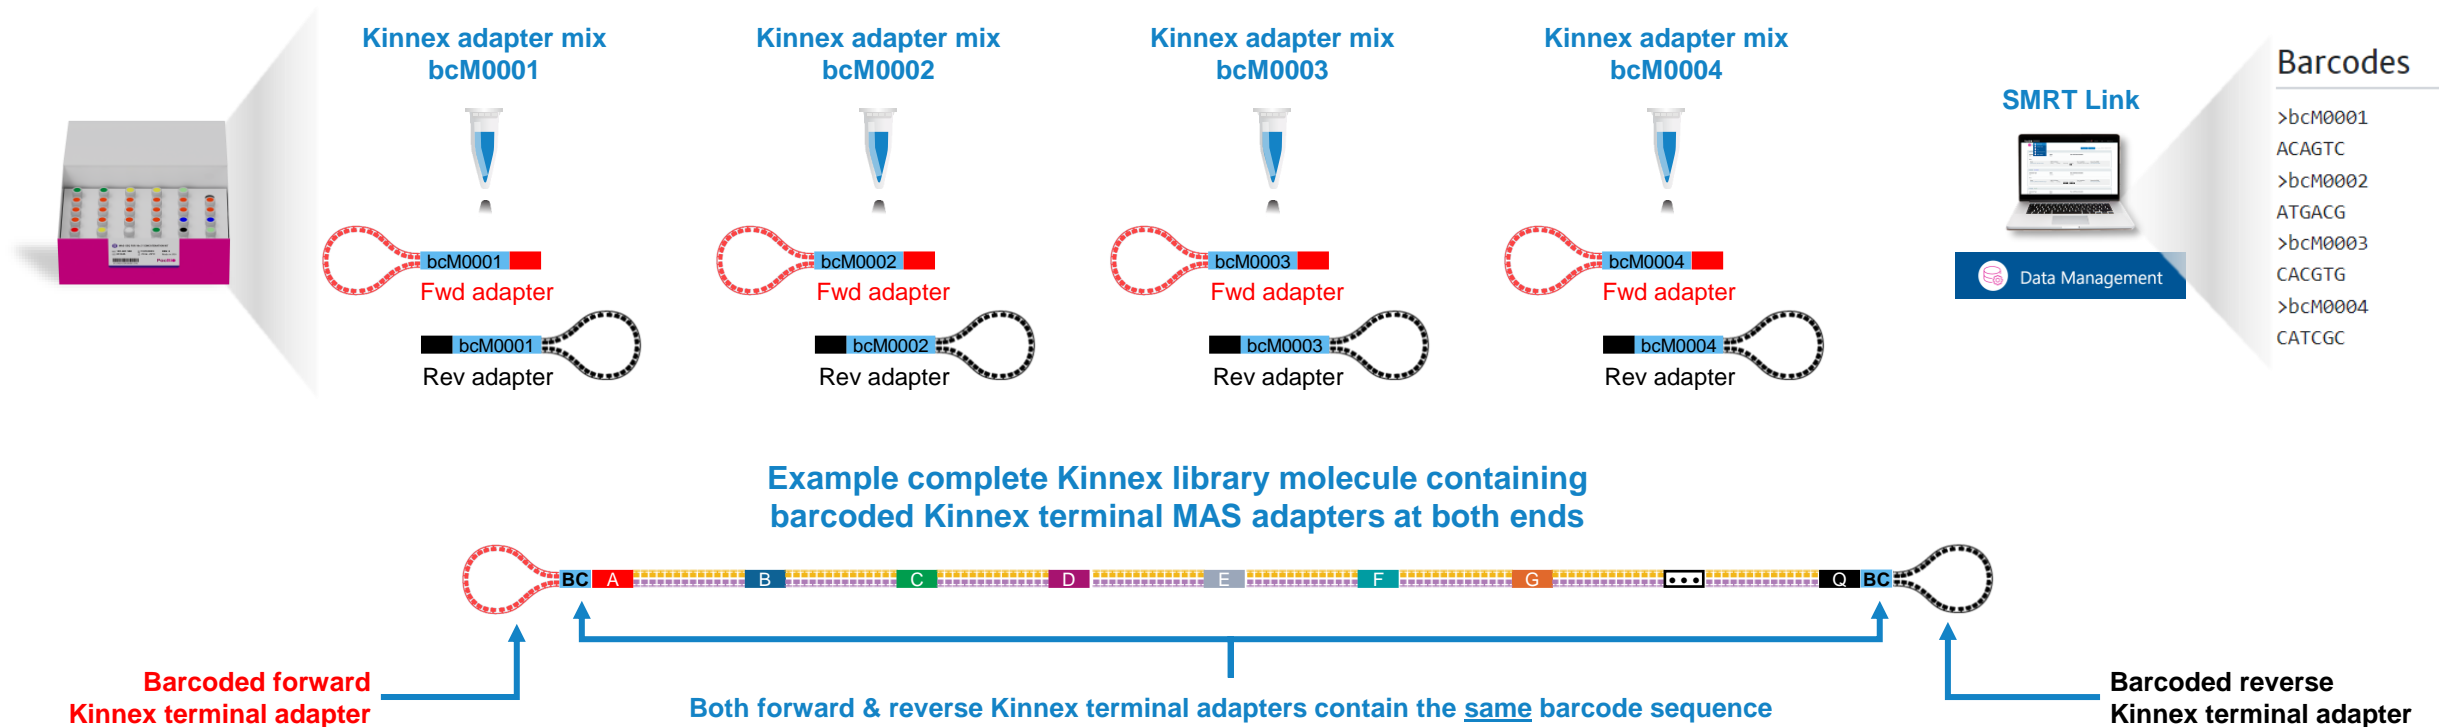 Kinnex adapter mix
bcM0001
Kinnex adapter mix
bcM0002
Kinnex adapter mix
bcM0003
Kinnex adapter mix
bcM0004
bcM0001
Fwd adapter
bcM0001
Rev adapter
bcM0002
Fwd adapter
bcM0002
Rev adapter
bcM0003
Fwd adapter
bcM0003
Rev adapter
bcM0004
Fwd adapter
bcM0004
Rev adapter
SMRT Link
Data Management
Barcodes
>bcM0001
ACAGTC
>bcM0002
ATGACG
>bcM0003
CACGTG
>bcM0004
CATCGC
Example complete Kinnex library molecule containing
barcoded Kinnex terminal MAS adapters at both ends
BC A B C D E F G ... Q BC
Barcoded forward
Kinnex terminal adapter
Both forward & reverse Kinnex terminal adapters contain the same barcode sequence
Barcoded reverse
Kinnex terminal adapter